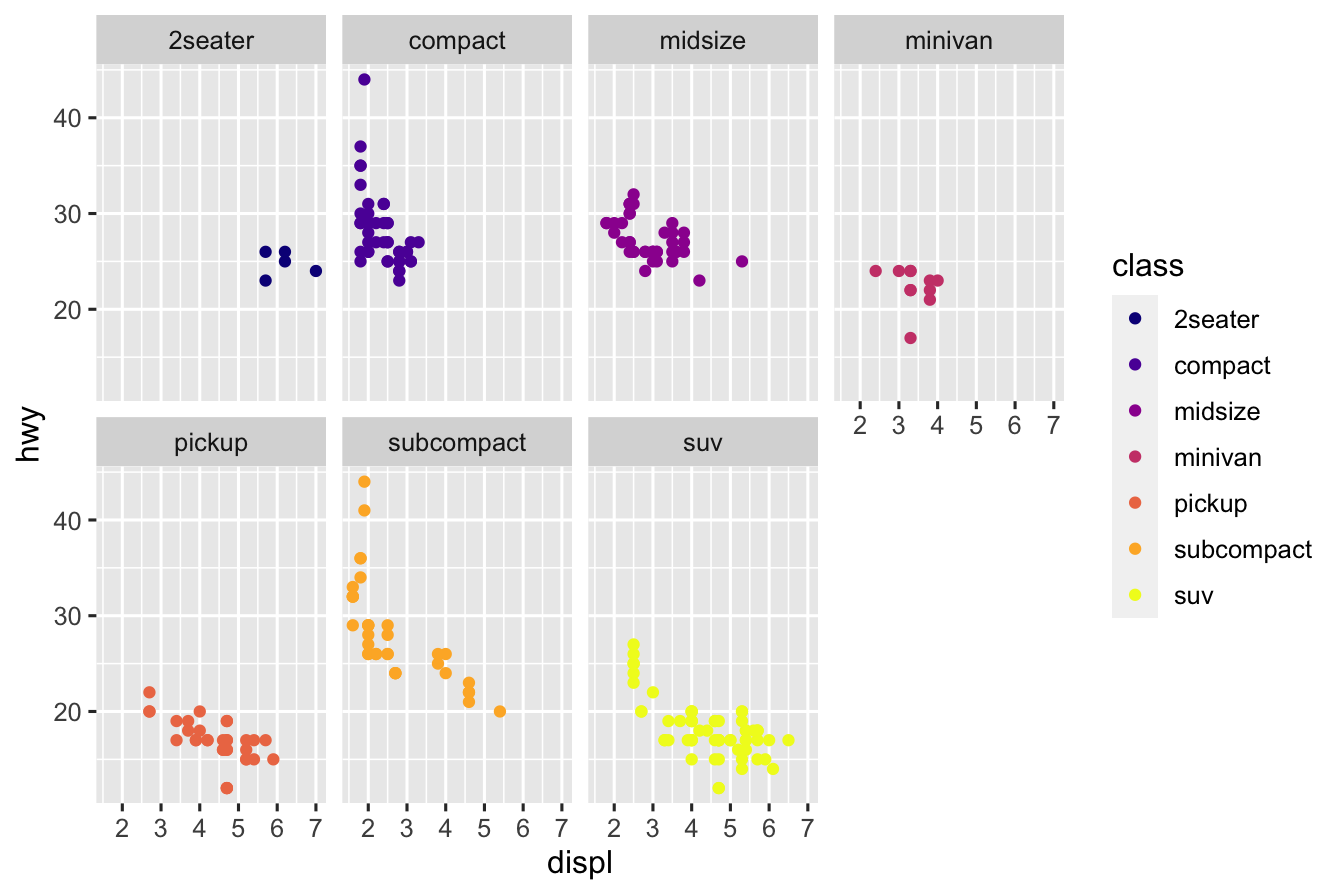 2seater compact midsize minivan
40
30
20
2 3 4 5 6 7
hwy
pickup subcompact suv
40
30
20
2 3 4 5 6 7 2 3 4 5 6 7 2 3 4 5 6 7
displ
class
2seater
compact
midsize
minivan
pickup
subcompact
suv